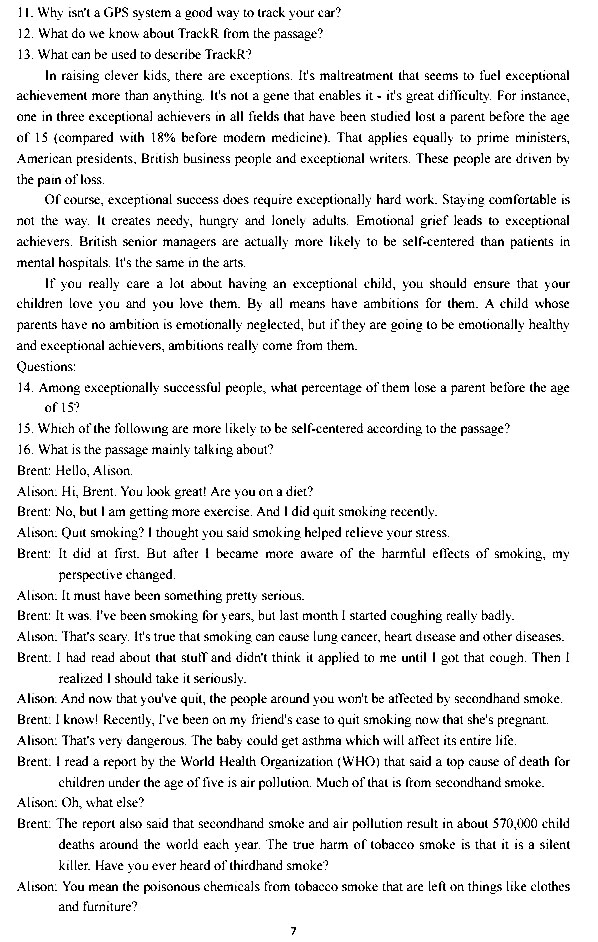 11. Why isn't a GPS system a good way to track your car?
12. What do we know about TrackR from the passage?
13. What can be used to describe TrackR?
In raising clever kids, there are exceptions. It's maltreatment that seems to fuel exceptional
achievement more than anything. It's not a gene that enables it - it's great difficulty. For instance,
one in three exceptional achievers in all fields that have been studied lost a parent before the age
of 15 (compared with 18% before modern medicine). That applies equally to prime ministers,
American presidents, British business people and exceptional writers. These people are driven by
the pain of loss.
Of course, exceptional success does require exceptionally hard work. Staying comfortable is
not the way. It creates needy, hungry and lonely adults. Emotional grief leads to exceptional
achievers. British senior managers are actually more likely to be self-centered than patients in
mental hospitals. It's the same in the arts.
If you really care a lot about having an exceptional child, you should ensure that your
children love you and you love them. By all means have ambitions for them. A child whose
parents have no ambition is emotionally neglected, but if they are going to be emotionally healthy
and exceptional achievers, ambitions really come from them.
Questions:
14. Among exceptionally successful people, what percentage of them lose a parent before the age
of 15?
15. Which of the following are more likely to be self-centered according to the passage?
16. What is the passage mainly talking about?
Brent: Hello, Alison.
Alison: Hi, Brent. You look great! Are you on a diet?
Brent: No, but I am getting more exercise. And I did quit smoking recently.
Alison: Quit smoking? I thought you said smoking helped relieve your stress.
Brent: It did at first. But after I became more aware of the harmful effects of smoking, my
perspective changed.
Alison: It must have been something pretty serious.
Brent: It was. I've been smoking for years, but last month I started coughing really badly.
Alison: That's scary. It's true that smoking can cause lung cancer, heart disease and other diseases.
Brent: I had read about that stuff and didn't think it applied to me until I got that cough. Then I
realized I should take it seriously.
Alison: And now that you've quit, the people around you won't be affected by secondhand smoke.
Brent: I know! Recently, I've been on my friend's case to quit smoking now that she's pregnant.
Alison: That's very dangerous. The baby could get asthma which will affect its entire life.
Brent: I read a report by the World Health Organization (WHO) that said a top cause of death for
children under the age of five is air pollution. Much of that is from secondhand smoke.
Alison: Oh, what else?
Brent: The report also said that secondhand smoke and air pollution result in about 570,000 child
deaths around the world each year. The true harm of tobacco smoke is that it is a silent
killer. Have you ever heard of thirdhand smoke?
Alison: You mean the poisonous chemicals from tobacco smoke that are left on things like clothes
and furniture?
7